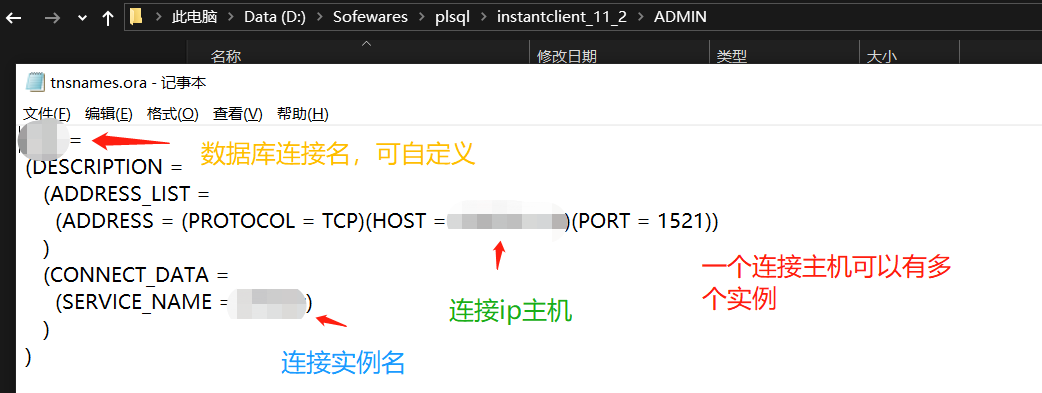 此电脑 > Data (D:) > Sofewares > plsql > instantclient_11_2 > ADMIN
名称 修改日期 类型 大小
tnsnames.ora - 记事本
文件(F) 编辑(E) 格式(O) 查看(V) 帮助(H)
=
数据库连接名，可自定义
(DESCRIPTION =
(ADDRESS_LIST =
(ADDRESS = (PROTOCOL = TCP)(HOST = )(PORT = 1521))
)
(CONNECT_DATA =
一个连接主机可以有多
个实例
(SERVICE_NAME = )
连接ip主机
)
)
连接实例名